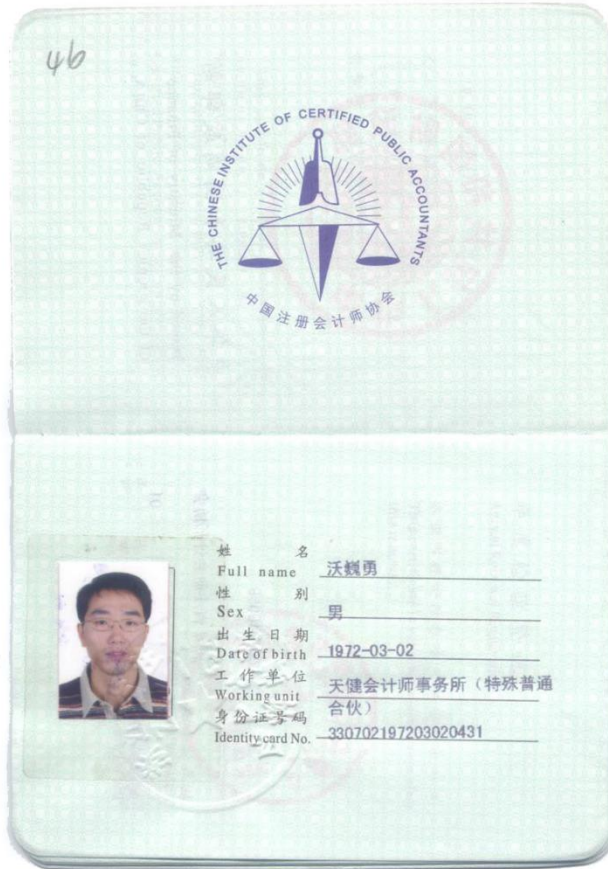 46
THE CHINESE INSTITUTE OF CERTIFIED PUBLIC ACCOUNTANTS
中国注册会计师协会
姓 名
Full name 沃巍勇
性 别
Sex 男
出生日期
Date of birth 1972-03-02
工作单位
Working unit 天健会计师事务所（特殊普通
合伙）
身份证号码
Identity card No. 330702197203020431